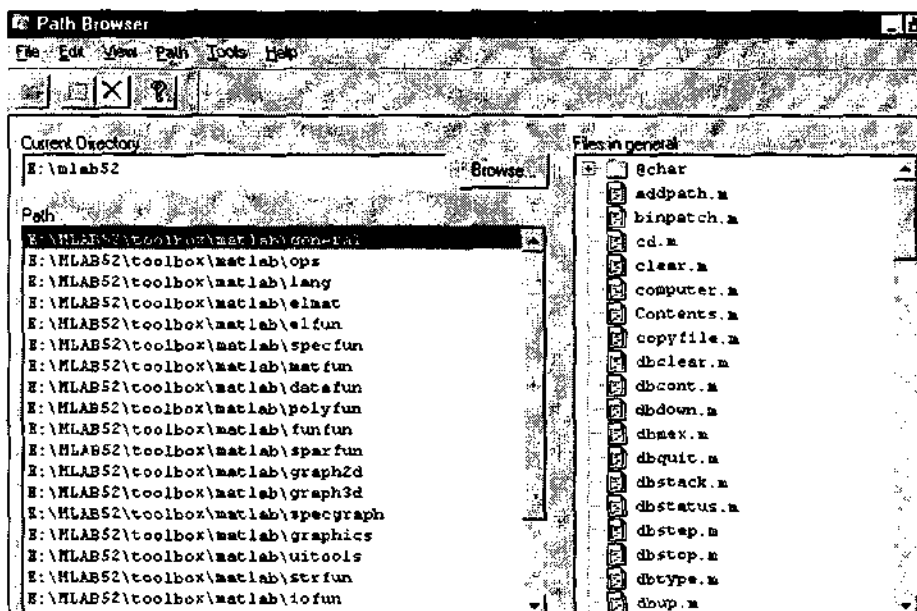 Path Browser
File Edit View Path Tools Help
Current Directory
E:\mlab52
Browse...
Path
E:\MLAB52\toolbox\matlab\general
E:\MLAB52\toolbox\matlab\ops
E:\MLAB52\toolbox\matlab\lang
E:\MLAB52\toolbox\matlab\elmat
E:\MLAB52\toolbox\matlab\elfun
E:\MLAB52\toolbox\matlab\specfun
E:\MLAB52\toolbox\matlab\matfun
E:\MLAB52\toolbox\matlab\datafun
E:\MLAB52\toolbox\matlab\polyfun
E:\MLAB52\toolbox\matlab\funfun
E:\MLAB52\toolbox\matlab\sparfun
E:\MLAB52\toolbox\matlab\graph2d
E:\MLAB52\toolbox\matlab\graph3d
E:\MLAB52\toolbox\matlab\specgraph
E:\MLAB52\toolbox\matlab\graphics
E:\MLAB52\toolbox\matlab\uitools
E:\MLAB52\toolbox\matlab\strfun
E:\MLAB52\toolbox\matlab\iofun
Files in general
@char
addpath.m
binpatch.m
cd.m
clear.m
computer.m
Contents.m
copyfile.m
dbclear.m
dbcont.m
dbdown.m
dbmex.m
dbquit.m
dbstack.m
dbstatus.m
dbstep.m
dbstop.m
dbtype.m
dbup.m